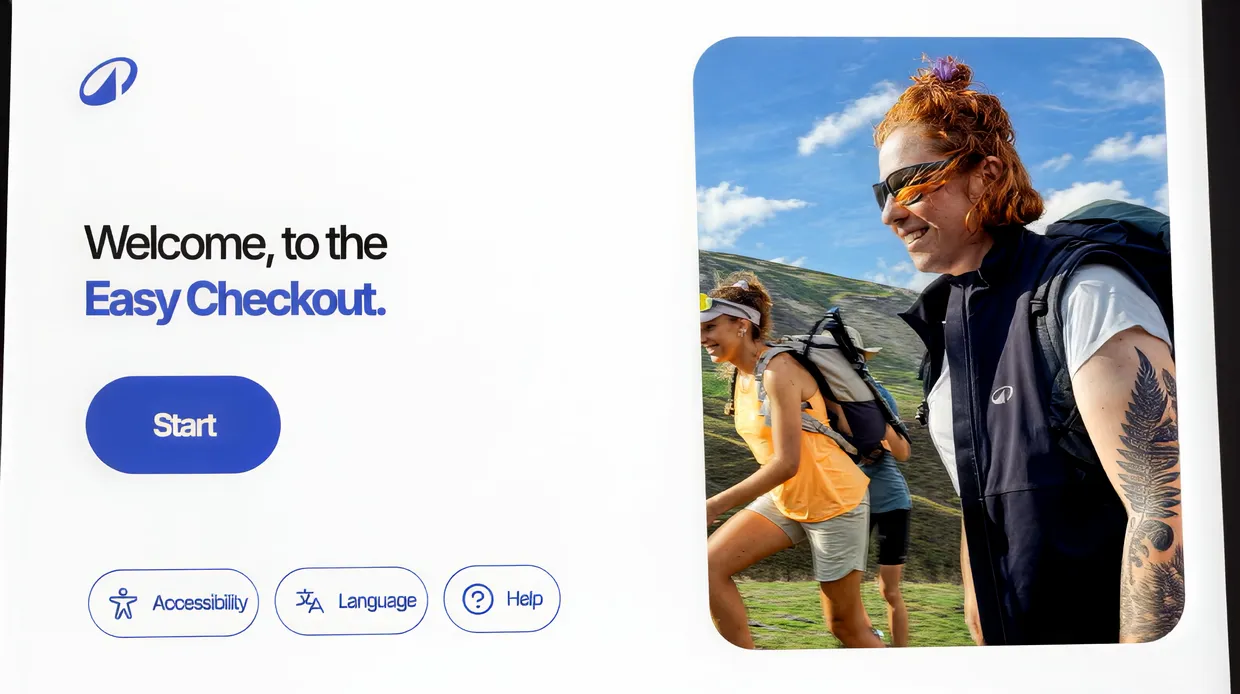 Welcome, to the
Easy Checkout.
Start
Accessibility
Language
Help